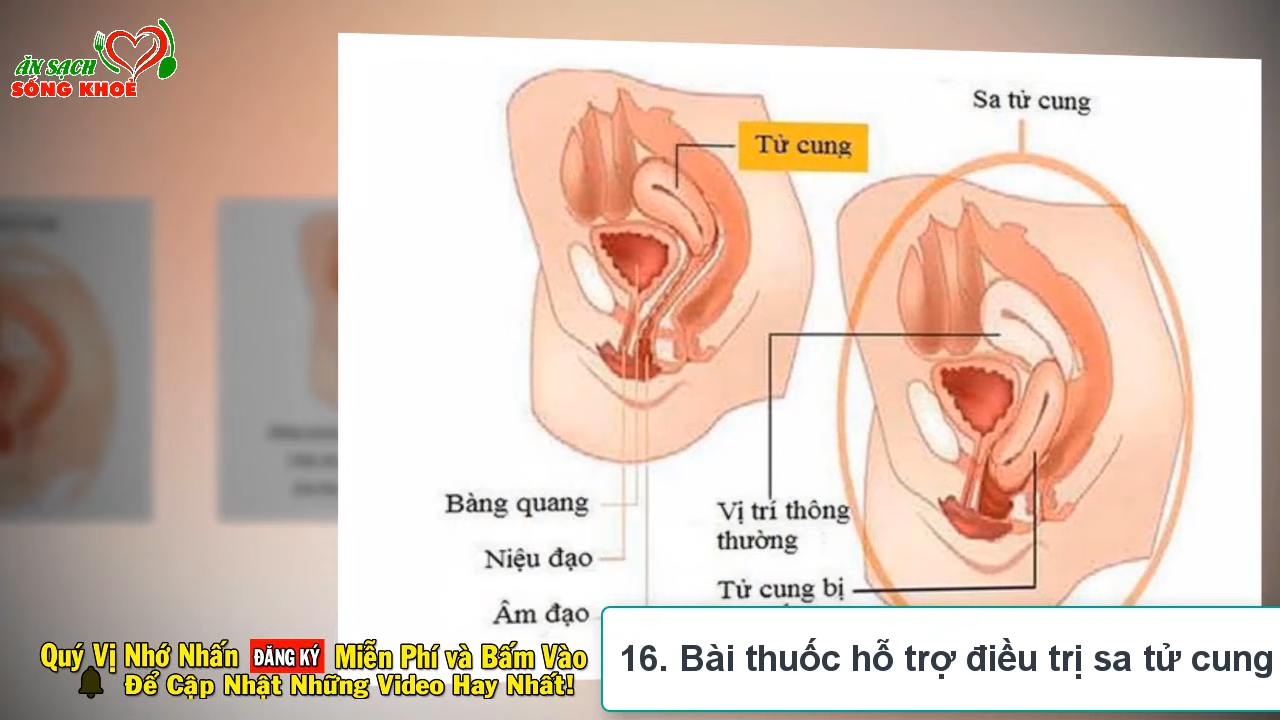 ĂN SẠCH
SỐNG KHOẺ
Sa tử cung
Tử cung
Bàng quang
Niệu đạo
Âm đạo
Vị trí thông
thường
Tử cung bị
16. Bài thuốc hỗ trợ điều trị sa tử cung
Quý Vị Nhớ Nhấn ĐĂNG KÝ Miễn Phí và Bấm Vào
Để Cập Nhật Những Video Hay Nhất!